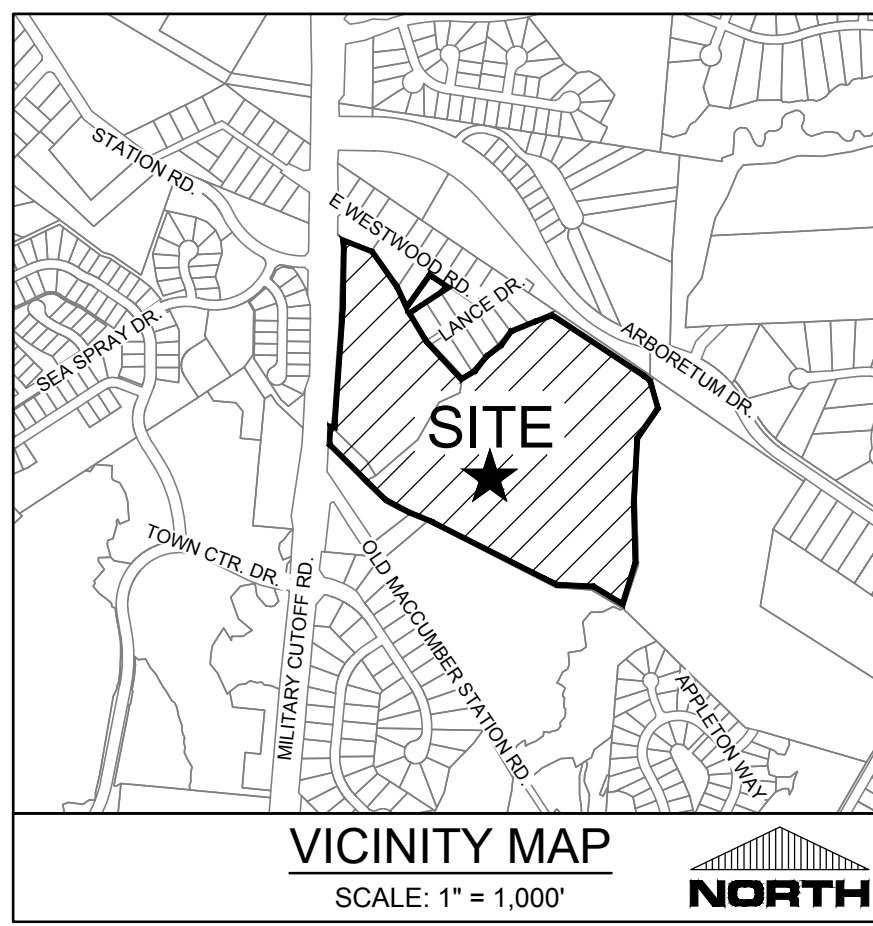 STATION RD.
E WESTWOOD RD.
LANCE DR.
SEA SPRAY DR.
ARBORETUM DR.
SITE
TOWN CTR. DR.
MILITARY CUTOFF RD.
OLD MACCUMBER STATION RD.
APPLETON WAY
VICINITY MAP
SCALE: 1" = 1,000'
NORTH